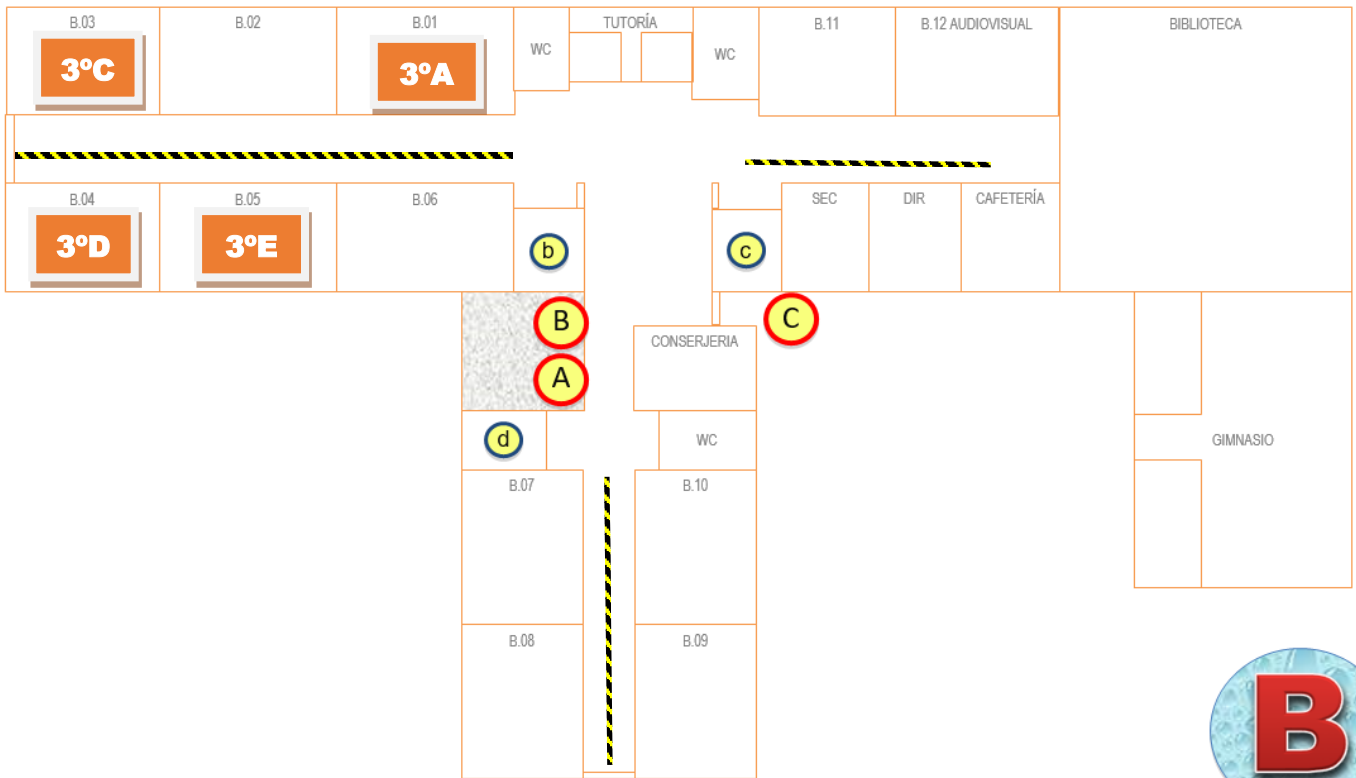 B.03
B.02
B.01
WC
TUTORÍA
WC
B.11
B.12 AUDIOVISUAL
BIBLIOTECA
3ºC
3ºA
B.04
B.05
B.06
SEC
DIR
CAFETERÍA
3ºD
3ºE
b
c
B
C
CONSERJERIA
A
d
WC
GIMNASIO
B.07
B.10
B.08
B.09
B